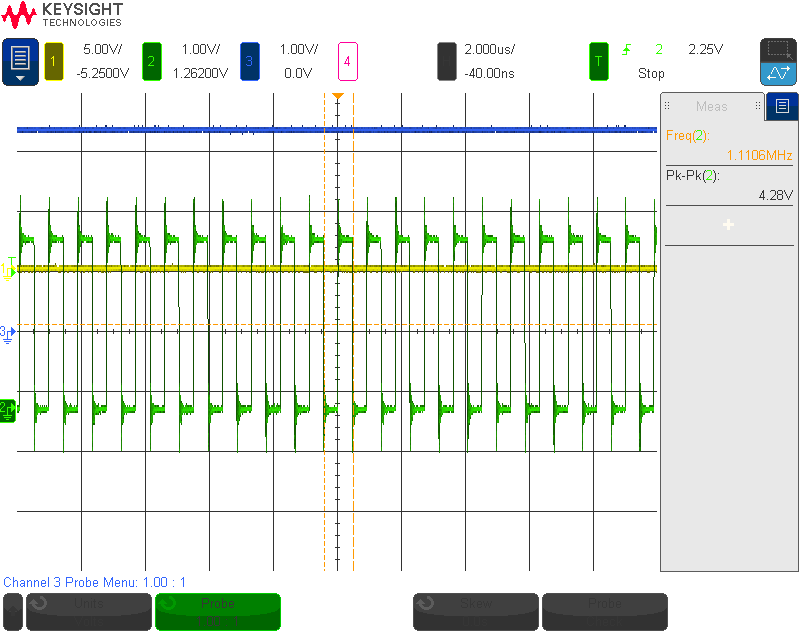 KEYSIGHT
TECHNOLOGIES
1 5.00V/ 2 1.00V/ 3 1.00V/ 4 2.000us/ T 2 2.25V
-5.2500V 1.26200V 0.0V -40.00ns Stop
Meas
Freq(2):
1.1106MHz
Pk-Pk(2):
4.28V
T
1
3
2
Channel 3 Probe Menu: 1.00 : 1
Units Probe Skew Probe